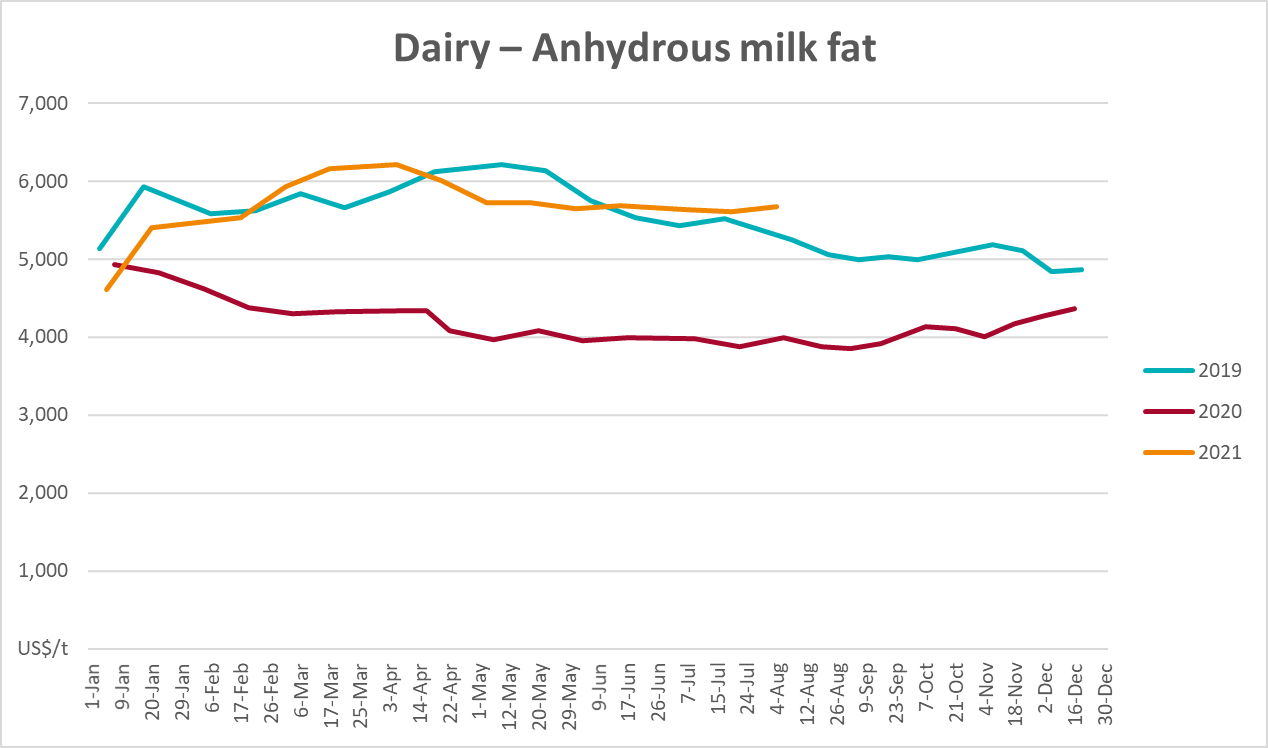 Dairy – Anhydrous milk fat
7,000
6,000
5,000
4,000
3,000
2,000
1,000
US$/t
1-Jan
9-Jan
20-Jan
29-Jan
6-Feb
17-Feb
26-Feb
6-Mar
17-Mar
25-Mar
3-Apr
14-Apr
22-Apr
1-May
12-May
20-May
29-May
9-Jun
17-Jun
26-Jun
7-Jul
15-Jul
24-Jul
4-Aug
12-Aug
26-Aug
9-Sep
23-Sep
7-Oct
21-Oct
4-Nov
18-Nov
2-Dec
16-Dec
30-Dec
2019
2020
2021